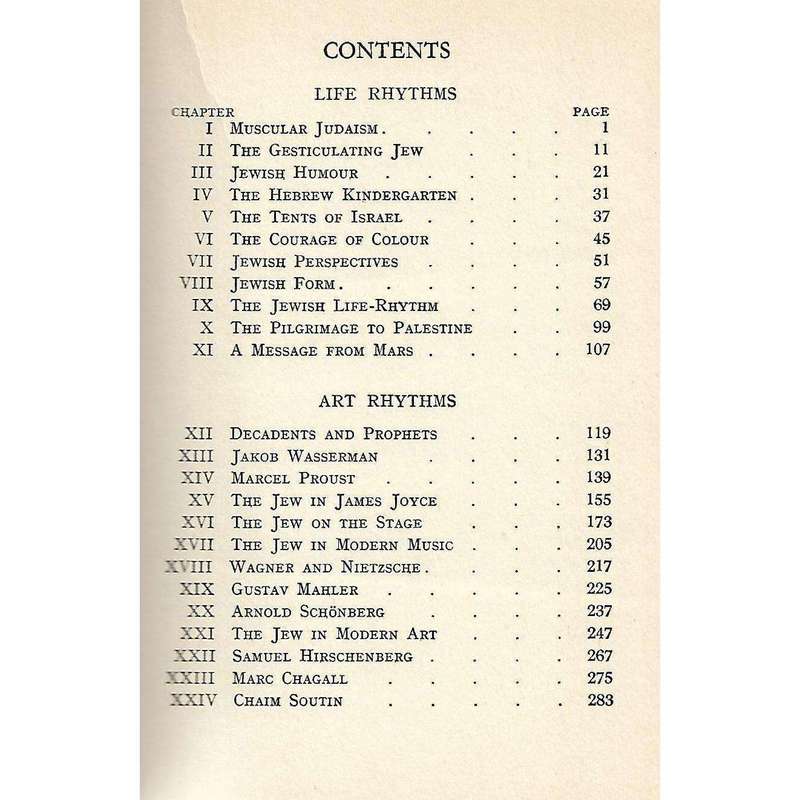 CONTENTS
LIFE RHYTHMS
CHAPTER PAGE
I MUSCULAR JUDAISM . . . . . 1
II THE GESTICULATING JEW . . . 11
III JEWISH HUMOUR . . . . . 21
IV THE HEBREW KINDERGARTEN . . . 31
V THE TENTS OF ISRAEL . . . . 37
VI THE COURAGE OF COLOUR . . . 45
VII JEWISH PERSPECTIVES . . . . 51
VIII JEWISH FORM . . . . . . 57
IX THE JEWISH LIFE-RHYTHM . . . 69
X THE PILGRIMAGE TO PALESTINE . . 99
XI A MESSAGE FROM MARS . . . . 107
ART RHYTHMS
XII DECADENTS AND PROPHETS . . . 119
XIII JAKOB WASSERMAN . . . . 131
XIV MARCEL PROUST . . . . . 139
XV THE JEW IN JAMES JOYCE . . . 155
XVI THE JEW ON THE STAGE . . . 173
XVII THE JEW IN MODERN MUSIC . . . 205
XVIII WAGNER AND NIETZSCHE . . . . 217
XIX GUSTAV MAHLER . . . . . 225
XX ARNOLD SCHÖNBERG . . . . 237
XXI THE JEW IN MODERN ART . . . 247
XXII SAMUEL HIRSCHENBERG . . . . 267
XXIII MARC CHAGALL . . . . . 275
XXIV CHAIM SOUTIN . . . . . 283